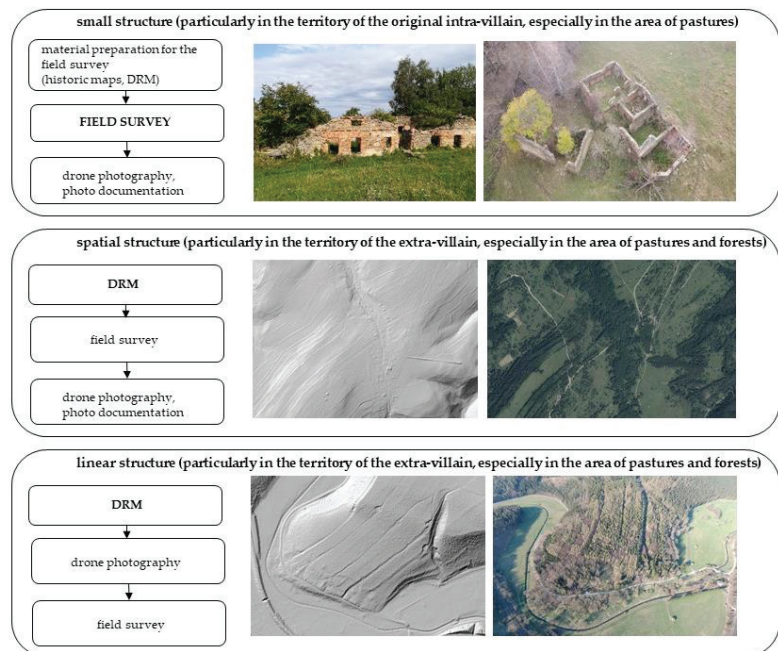 small structure (particularly in the territory of the original intra-villain, especially in the area of pastures)
material preparation for the
field survey
(historic maps, DRM)
FIELD SURVEY
drone photography,
photo documentation
spatial structure (particularly in the territory of the extra-villain, especially in the area of pastures and forests)
DRM
field survey
drone photography,
photo documentation
linear structure (particularly in the territory of the extra-villain, especially in the area of pastures and forests)
DRM
drone photography
field survey